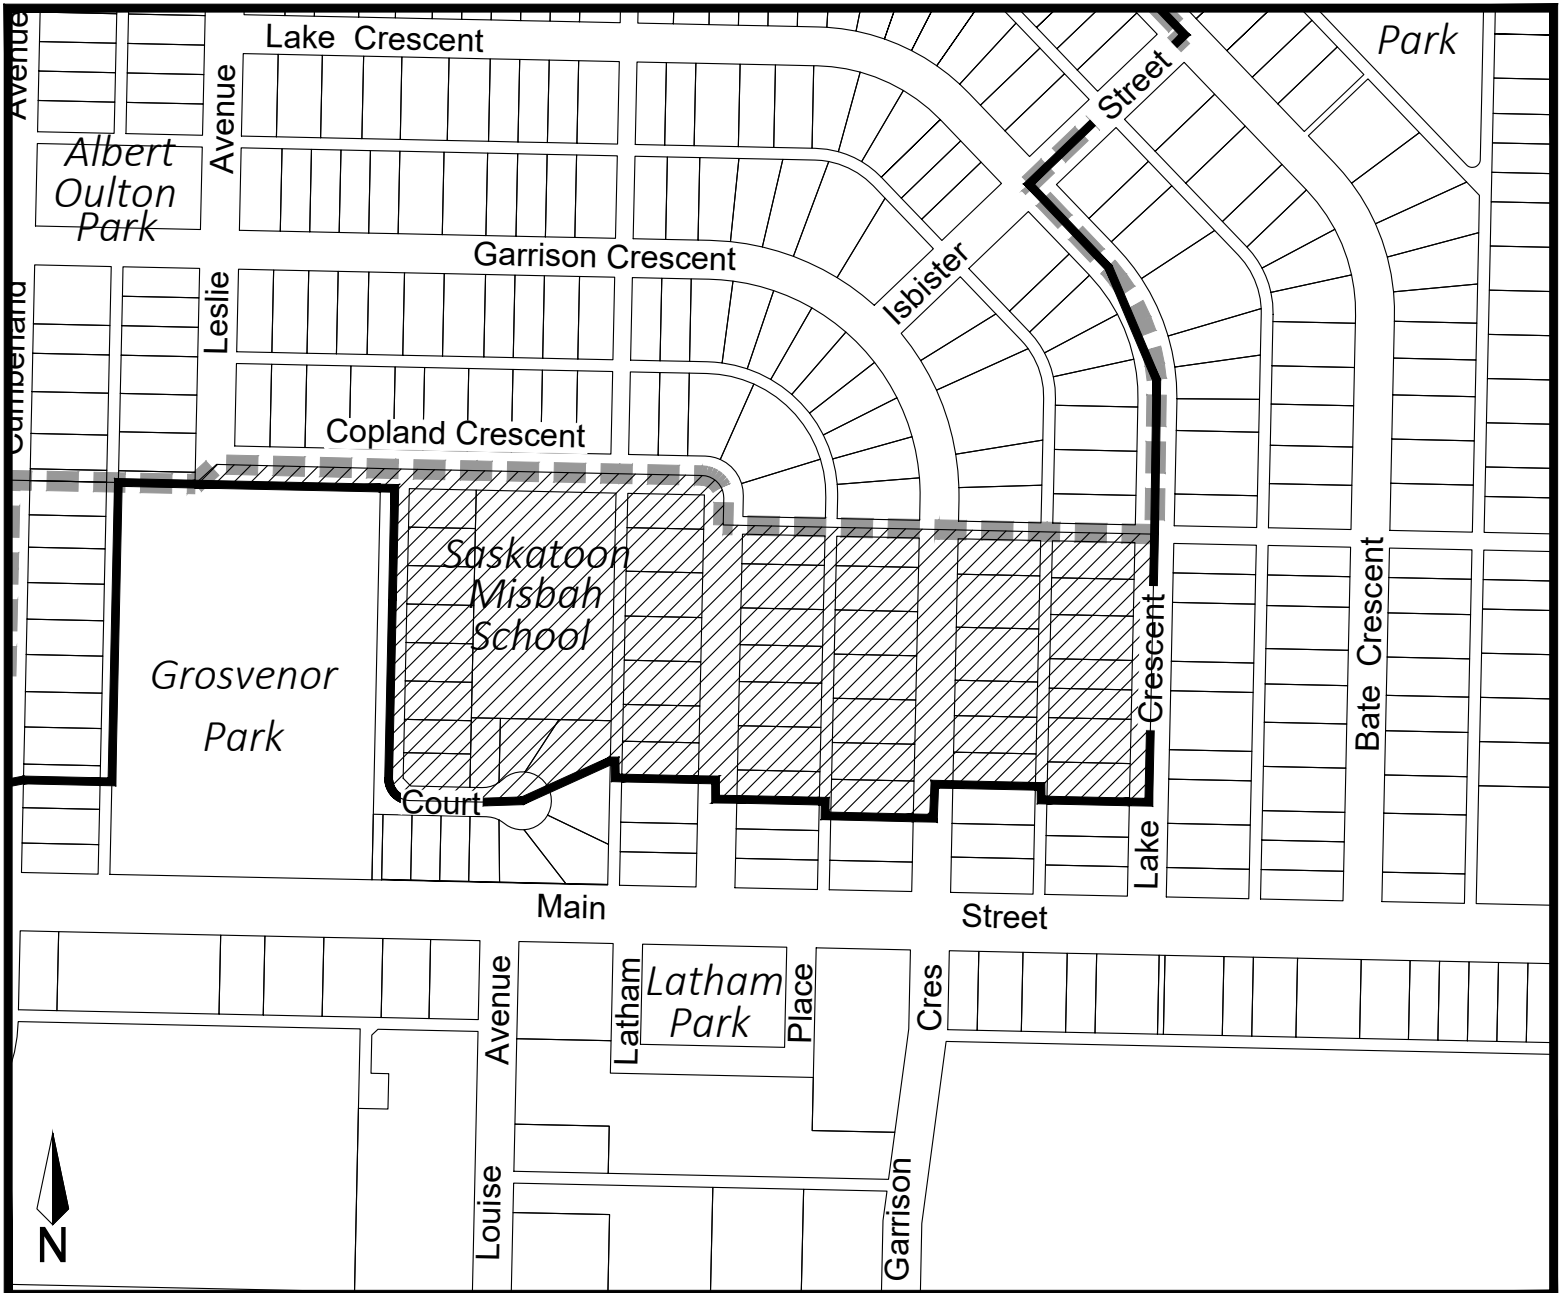 Lake Crescent
Park
Avenue
Avenue
Street
Albert
Oulton
Park
Garrison Crescent
Isbister
Leslie
Cumberland
Copland Crescent
Saskatoon
Misbah
School
Grosvenor
Park
Crescent
Bate Crescent
Court
Lake
Main
Street
Avenue
Latham
Latham
Park
Place
Cres
Louise
Garrison
N